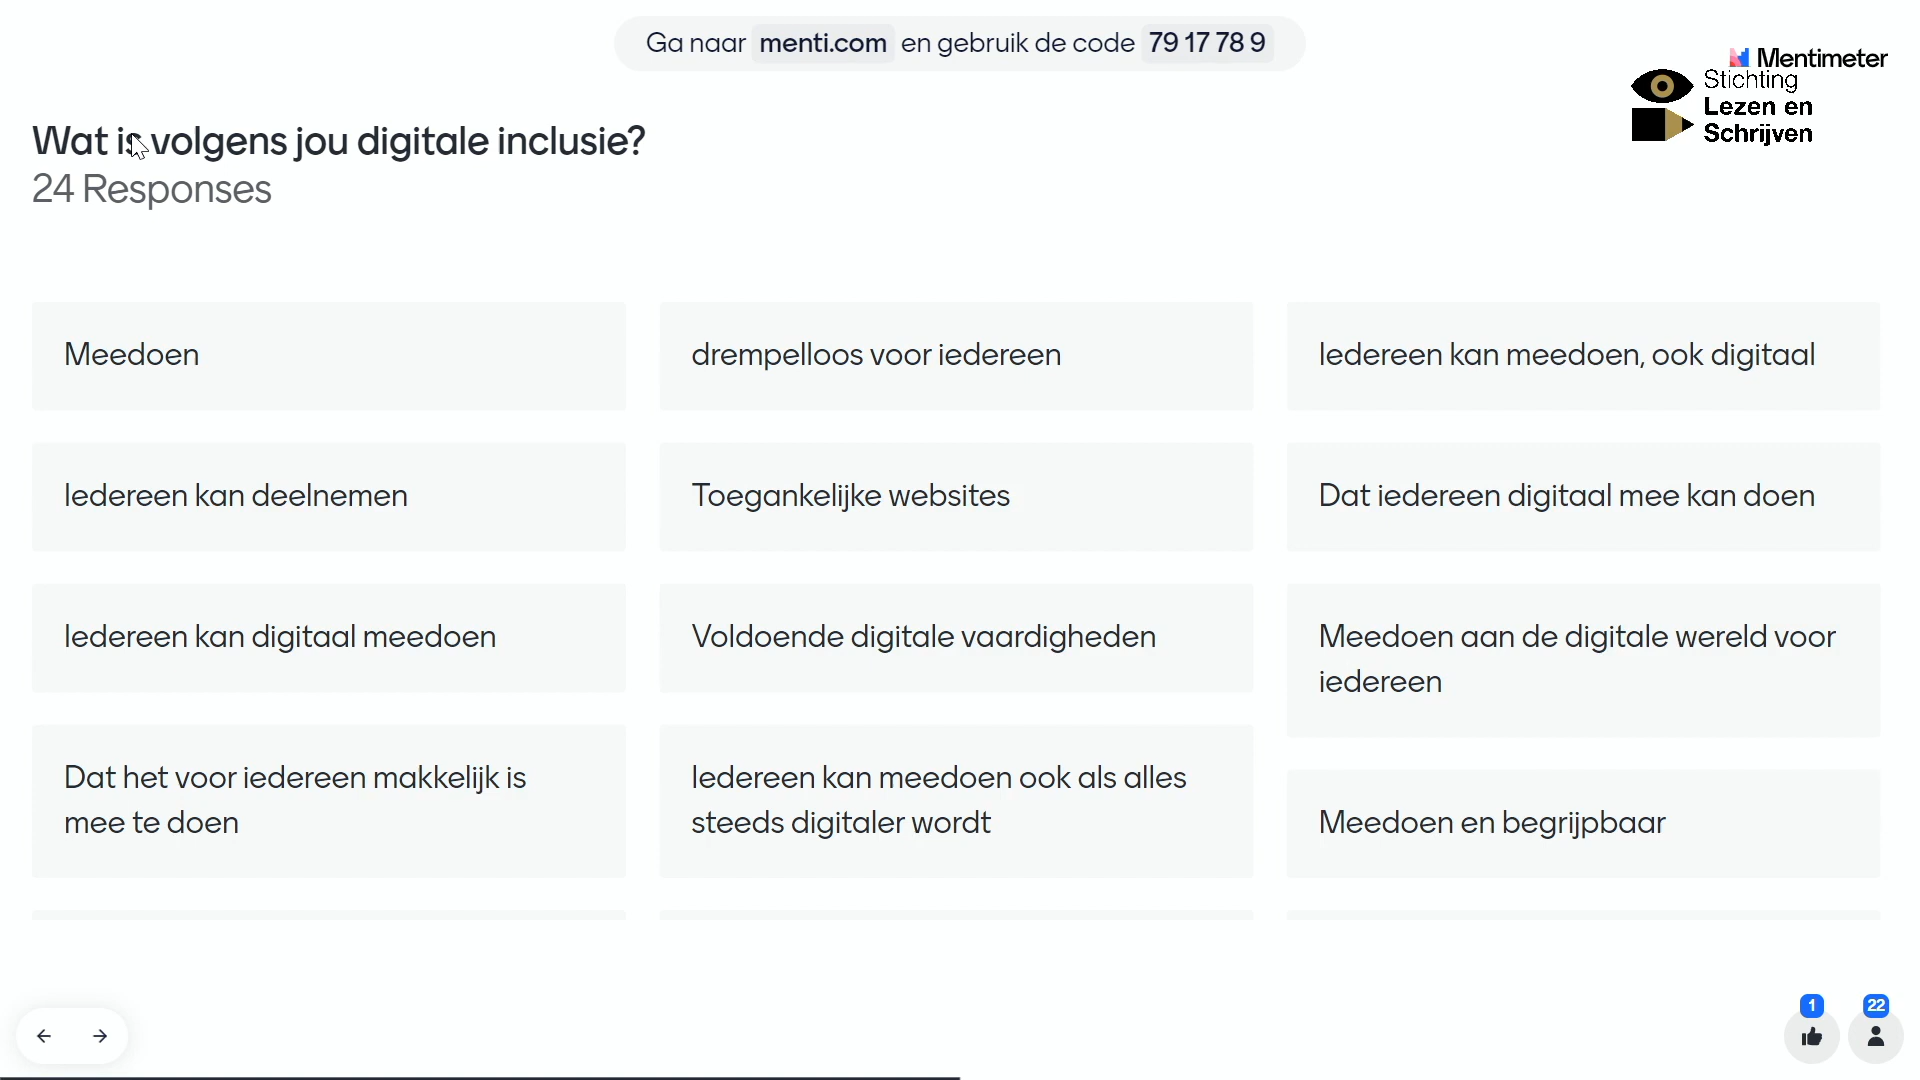 Ga naar menti.com en gebruik de code 79 17 78 9
Mentimeter
Stichting
Lezen en
Schrijven
Wat is volgens jou digitale inclusie?
24 Responses
Meedoen
drempelloos voor iedereen
Iedereen kan meedoen, ook digitaal
Iedereen kan deelnemen
Toegankelijke websites
Dat iedereen digitaal mee kan doen
Iedereen kan digitaal meedoen
Voldoende digitale vaardigheden
Meedoen aan de digitale wereld voor
iedereen
Dat het voor iedereen makkelijk is
mee te doen
Iedereen kan meedoen ook als alles
steeds digitaler wordt
Meedoen en begrijpbaar
1
22